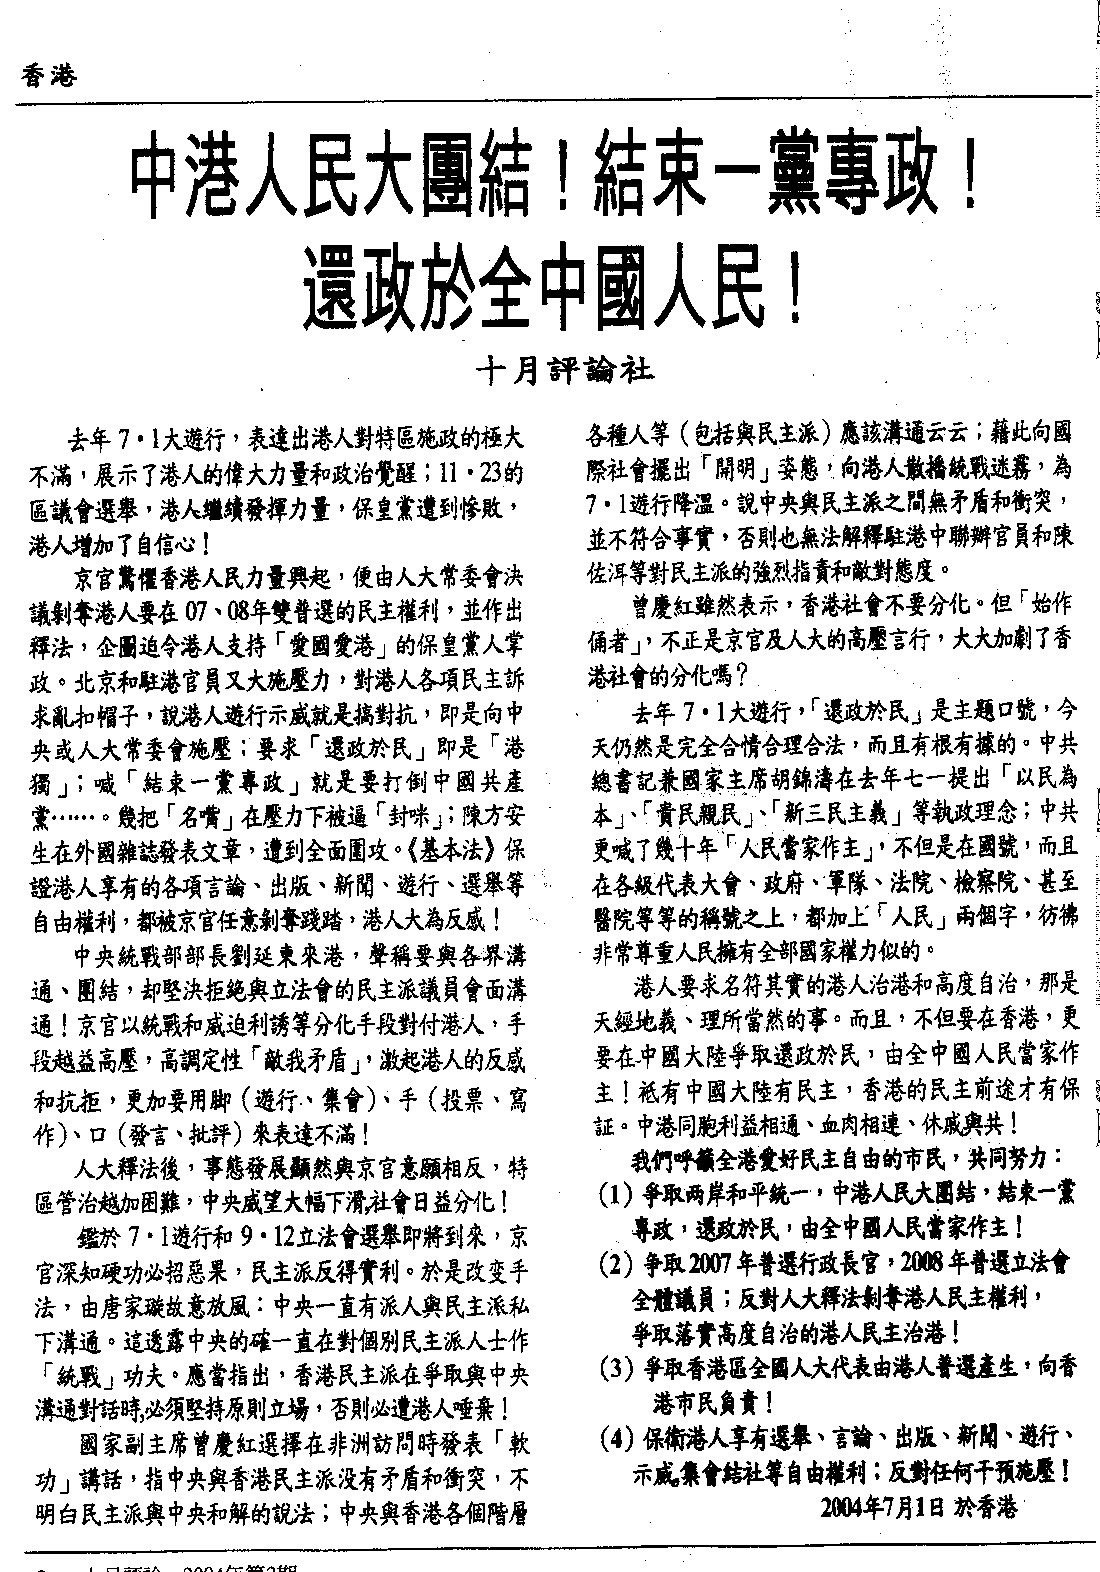 香港
中港人民大團結！結束一黨專政！
還政於全中國人民！
十月評論社
去年 7·1大遊行，表達出港人對特區施政的極大
不滿，展示了港人的偉大力量和政治覺醒；11·23的
區議會選舉，港人繼續發揮力量，保皇黨遭到慘敗，
港人增加了自信心！
京官驚懼香港人民力量興起，便由人大常委會決
議剝奪港人要在 07、08年雙普選的民主權利，並作出
釋法，企圖迫令港人支持「愛國愛港」的保皇黨人掌
政。北京和駐港官員又大施壓力，對港人各項民主訴
求亂扣帽子，說港人遊行示威就是搞對抗，即是向中
央或人大常委會施壓；要求「還政於民」即是「港
獨」；喊「結束一黨專政」就是要打倒中國共產
黨……。幾把「名嘴」在壓力下被逼「封咪」；陳方安
生在外國雜誌發表文章，遭到全面圍攻。《基本法》保
證港人享有的各項言論、出版、新聞、遊行、選舉等
自由權利，都被京官任意剝奪踐踏，港人大為反感！
中央統戰部部長劉延東來港，聲稱要與各界溝
通、團結，却堅決拒絕與立法會的民主派議員會面溝
通！京官以統戰和威迫利誘等分化手段對付港人，手
段越益高壓，高調定性「敵我矛盾」，激起港人的反感
和抗拒，更加要用脚（遊行、集會）、手（投票、寫
作）、口（發言、批評）來表達不滿！
人大釋法後，事態發展顯然與京官意願相反，特
區管治越加困難，中央威望大幅下滑,社會日益分化！
鑑於 7·1遊行和 9·12立法會選舉即將到來，京
官深知硬功必招惡果，民主派反得實利。於是改變手
法，由唐家璇故意放風：中央一直有派人與民主派私
下溝通。這透露中央的確一直在對個別民主派人士作
「統戰」功夫。應當指出，香港民主派在爭取與中央
溝通對話時,必須堅持原則立場，否則必遭港人唾棄！
國家副主席曾慶紅選擇在非洲訪問時發表「軟
功」講話，指中央與香港民主派没有矛盾和衝突，不
明白民主派與中央和解的說法；中央與香港各個階層
各種人等（包括與民主派）應該溝通云云；藉此向國
際社會擺出「開明」姿態，向港人散播統戰迷霧，為
7·1遊行降溫。說中央與民主派之間無矛盾和衝突，
並不符合事實，否則也無法解釋駐港中聯辦官員和陳
佐洱等對民主派的強烈指責和敵對態度。
曾慶紅雖然表示，香港社會不要分化。但「始作
俑者」，不正是京官及人大的高壓言行，大大加劇了香
港社會的分化嗎？
去年 7·1大遊行，「還政於民」是主題口號，今
天仍然是完全合情合理合法，而且有根有據的。中共
總書記兼國家主席胡錦濤在去年七一提出「以民為
本」、「貴民親民」、「新三民主義」等執政理念；中共
更喊了幾十年「人民當家作主」，不但是在國號，而且
在各級代表大會、政府、軍隊、法院、檢察院、甚至
醫院等等的稱號之上，都加上「人民」兩個字，彷彿
非常尊重人民擁有全部國家權力似的。
港人要求名符其實的港人治港和高度自治，那是
天經地義、理所當然的事。而且，不但要在香港，更
要在中國大陸爭取還政於民，由全中國人民當家作
主！祗有中國大陸有民主，香港的民主前途才有保
証。中港同胞利益相通、血肉相連、休戚與共！
我們呼籲全港愛好民主自由的市民，共同努力：
(1) 爭取兩岸和平統一，中港人民大團結，結束一黨
專政，還政於民，由全中國人民當家作主！
(2) 爭取 2007 年普選行政長官，2008 年普選立法會
全體議員；反對人大釋法剝奪港人民主權利，
爭取落實高度自治的港人民主治港！
(3) 爭取香港區全國人大代表由港人普選產生，向香
港市民負責！
(4) 保衛港人享有選舉、言論、出版、新聞、遊行、
示威,集會結社等自由權利；反對任何干預施壓！
2004年7月1日 於香港